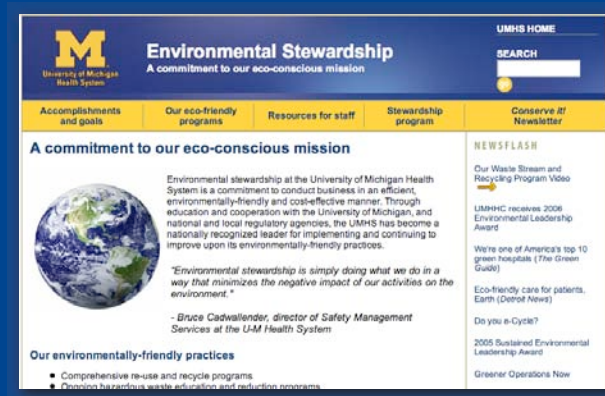 University of Michigan
Health System
Environmental Stewardship
A commitment to our eco-conscious mission
UMHS HOME
SEARCH
Accomplishments
and goals
Our eco-friendly
programs
Resources for staff
Stewardship
program
Conserve it!
Newsletter
A commitment to our eco-conscious mission
Environmental stewardship at the University of Michigan Health
System is a commitment to conduct business in an efficient,
environmentally-friendly and cost-effective manner. Through
education and cooperation with the University of Michigan, and
national and local regulatory agencies, the UMHS has become a
nationally recognized leader for implementing and continuing to
improve upon its environmentally-friendly practices.
"Environmental stewardship is simply doing what we do in a
way that minimizes the negative impact of our activities on the
environment."
- Bruce Cadwallender, director of Safety Management
Services at the U-M Health System
Our environmentally-friendly practices
• Comprehensive re-use and recycle programs
• Ongoing hazardous waste education and reduction programs
NEWSFLASH
Our Waste Stream and
Recycling Program Video
UMHHC receives 2006
Environmental Leadership
Award
We're one of America's top 10
green hospitals (The Green
Guide)
Eco-friendly care for patients,
Earth (Detroit News)
Do you e-Cycle?
2005 Sustained Environmental
Leadership Award
Greener Operations Now